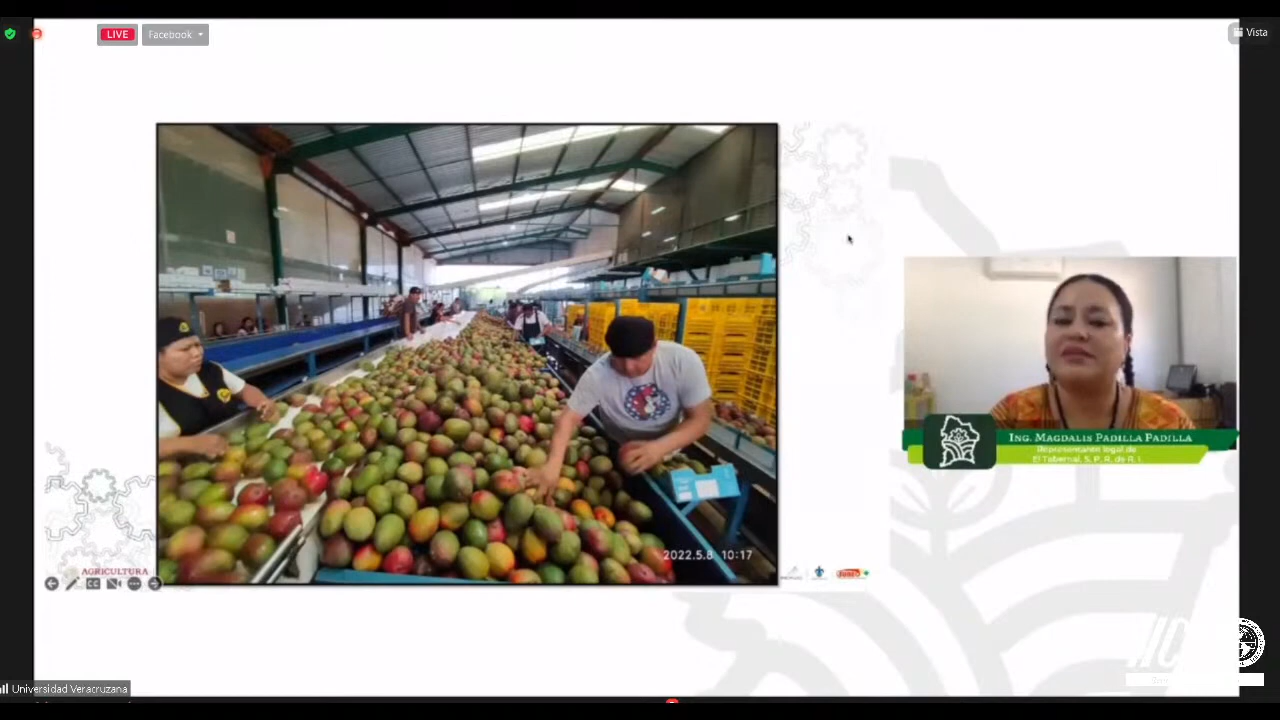 LIVE
Facebook
Vista
2022.5.8 10:17
AGRICULTURA
CC
Ing. Magdalis Padilla Padilla
Representante legal de
El Tabernal, S. P. R. de R. I.
Universidad Veracruzana